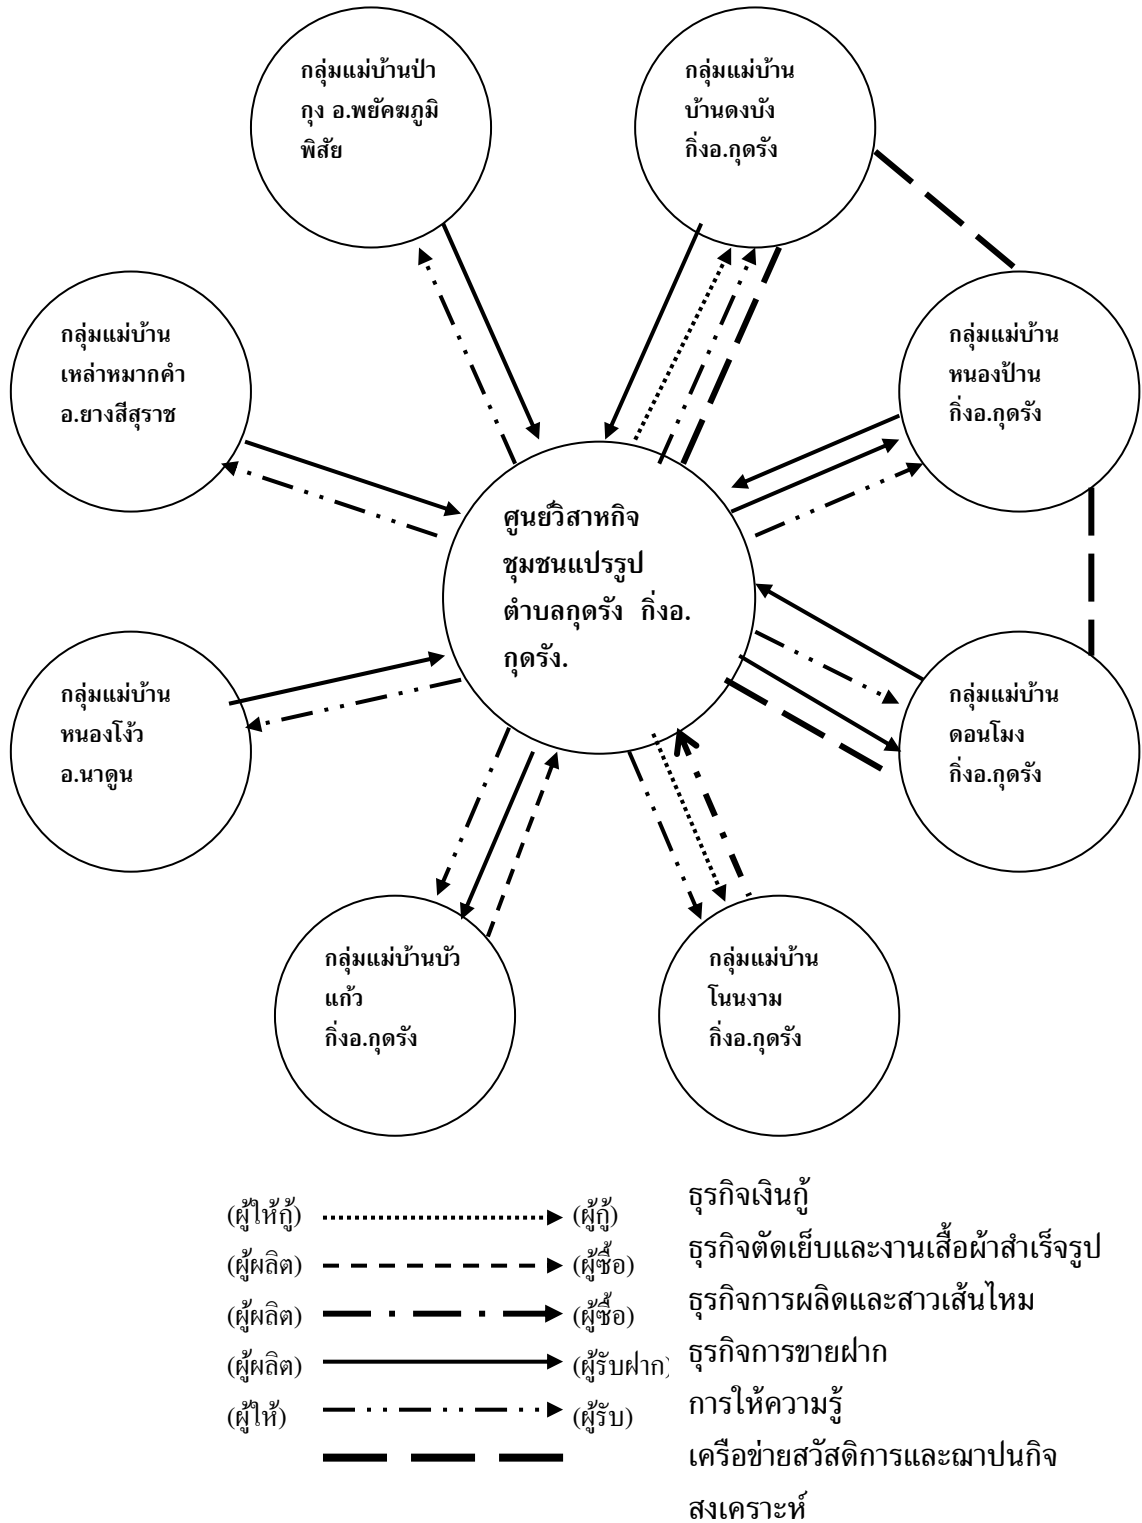 กลุ่มแม่บ้านป่า
กุง อ.พยัคฆภูมิ
พิสัย
กลุ่มแม่บ้าน
บ้านดงบัง
กิ่งอ.กุดรัง
กลุ่มแม่บ้าน
เหล่าหมากคำ
อ.ยางสีสุราช
กลุ่มแม่บ้าน
หนองป้าน
กิ่งอ.กุดรัง
ศูนย์วิสาหกิจ
ชุมชนแปรรูป
ตำบลกุดรัง กิ่งอ.
กุดรัง.
กลุ่มแม่บ้าน
หนองโง้ว
อ.นาดูน
กลุ่มแม่บ้าน
ดอนโมง
กิ่งอ.กุดรัง
กลุ่มแม่บ้านบัว
แก้ว
กิ่งอ.กุดรัง
กลุ่มแม่บ้าน
โนนงาม
กิ่งอ.กุดรัง
(ผู้ให้กู้) (ผู้กู้) ธุรกิจเงินกู้
(ผู้ผลิต) (ผู้ซื้อ) ธุรกิจตัดเย็บและงานเสื้อผ้าสำเร็จรูป
(ผู้ผลิต) (ผู้ซื้อ) ธุรกิจการผลิตและสาวเส้นไหม
(ผู้ผลิต) (ผู้รับฝาก) ธุรกิจการขายฝาก
(ผู้ให้) (ผู้รับ) การให้ความรู้
เครือข่ายสวัสดิการและฌาปนกิจ
สงเคราะห์